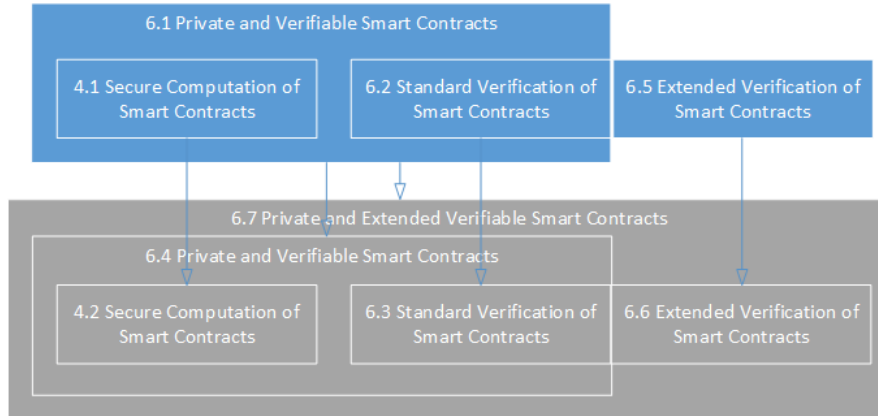 6.1 Private and Verifiable Smart Contracts
4.1 Secure Computation of
Smart Contracts
6.2 Standard Verification of
Smart Contracts
6.5 Extended Verification of
Smart Contracts
6.7 Private and Extended Verifiable Smart Contracts
6.4 Private and Verifiable Smart Contracts
4.2 Secure Computation of
Smart Contracts
6.3 Standard Verification of
Smart Contracts
6.6 Extended Verification of
Smart Contracts